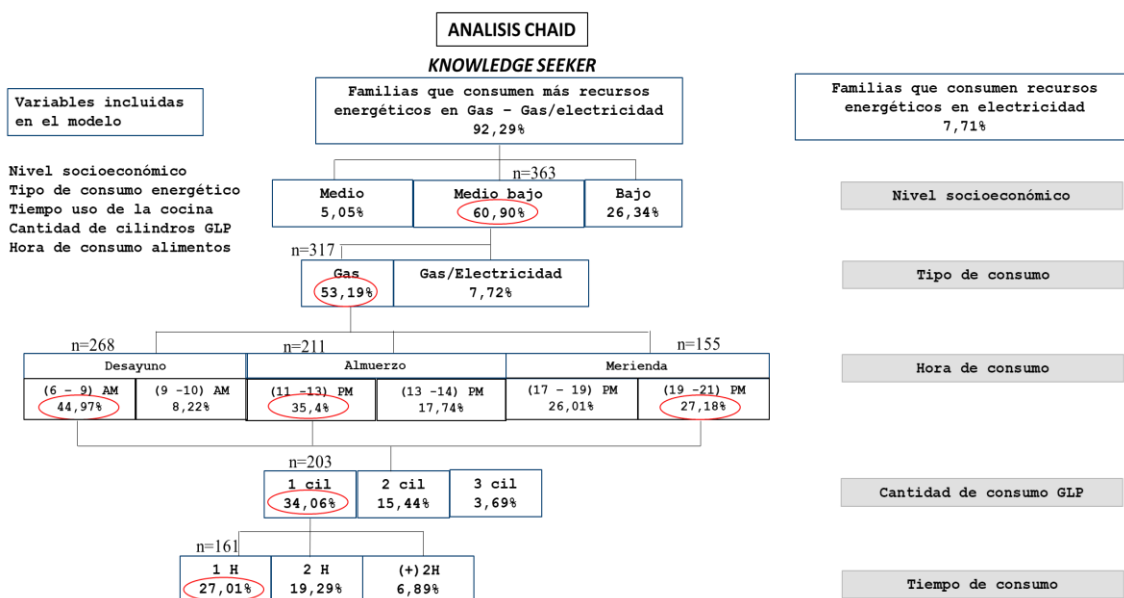 ANALISIS CHAID
KNOWLEDGE SEEKER
Variables incluidas
en el modelo
Familias que consumen más recursos
energéticos en Gas – Gas/electricidad
92,29%
Familias que consumen recursos
energéticos en electricidad
7,71%
Nivel socioeconómico
Tipo de consumo energético
Tiempo uso de la cocina
Cantidad de cilindros GLP
Hora de consumo alimentos
n=363
Medio
5,05%
Medio bajo
60,90%
Bajo
26,34%
Nivel socioeconómico
n=317
Gas
53,19%
Gas/Electricidad
7,72%
Tipo de consumo
n=268
n=211
n=155
Desayuno
Almuerzo
Merienda
Hora de consumo
(6 – 9) AM
44,97%
(9 -10) AM
8,22%
(11 -13) PM
35,4%
(13 -14) PM
17,74%
(17 – 19) PM
26,01%
(19 -21) PM
27,18%
n=203
1 cil
34,06%
2 cil
15,44%
3 cil
3,69%
Cantidad de consumo GLP
n=161
1 H
27,01%
2 H
19,29%
(+)2H
6,89%
Tiempo de consumo